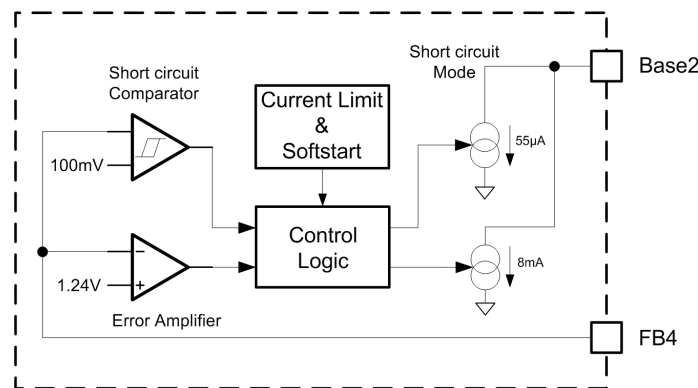 Short circuit
Mode
Base2
Short circuit
Comparator
Current Limit
&
Softstart
55µA
100mV
Control
Logic
−
1.24V
+
8mA
Error Amplifier
FB4